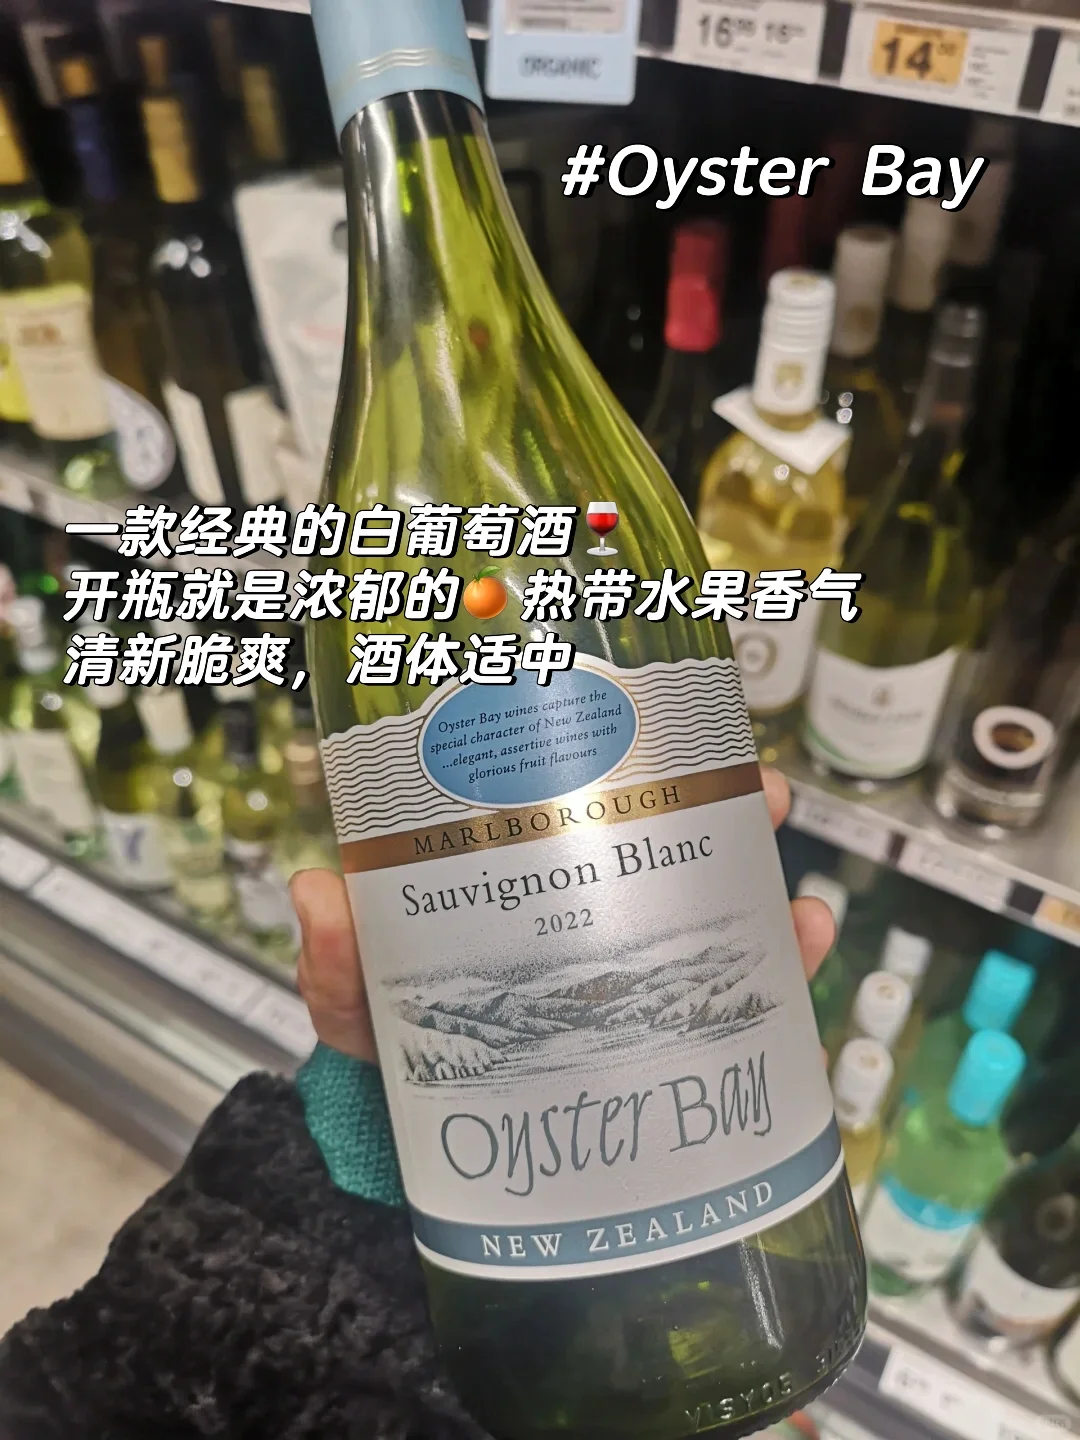 ORGANIC
16
14
#Oyster Bay
一款经典的白葡萄酒🍷
开瓶就是浓郁的🍊热带水果香气
清新脆爽，酒体适中
Oyster Bay wines capture the
special character of New Zealand
...elegant, assertive wines with
glorious fruit flavours
MARLBOROUGH
Sauvignon Blanc
2022
Oyster Bay
NEW ZEALAND
VISYOE